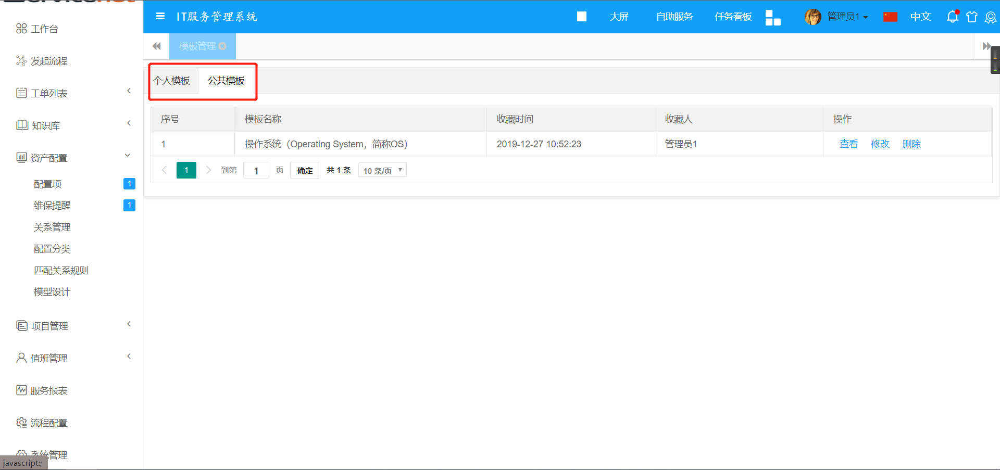 IT服务管理系统
大屏
自助服务
任务看板
管理员1
中文
工作台
发起流程
工单列表
知识库
资产配置
配置项 1
维保提醒 1
关系管理
配置分类
匹配关系规则
模型设计
项目管理
值班管理
服务报表
流程配置
系统管理
javascript:;
模板管理
个人模板 公共模板
序号 模板名称 收藏时间 收藏人 操作
1 操作系统（Operating System，简称OS） 2019-12-27 10:52:23 管理员1 查看 修改 删除
1 到第 1 页 确定 共 1 条 10 条/页